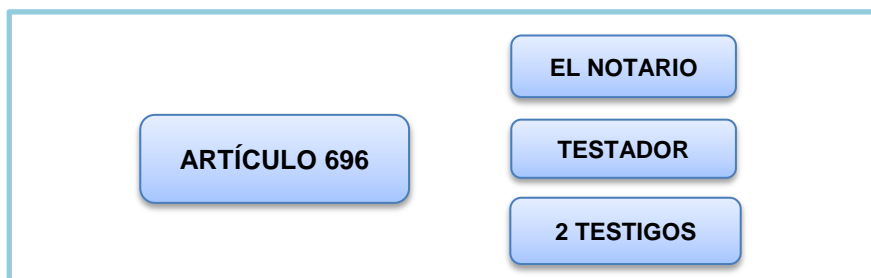 EL NOTARIO
ARTÍCULO 696
TESTADOR
2 TESTIGOS